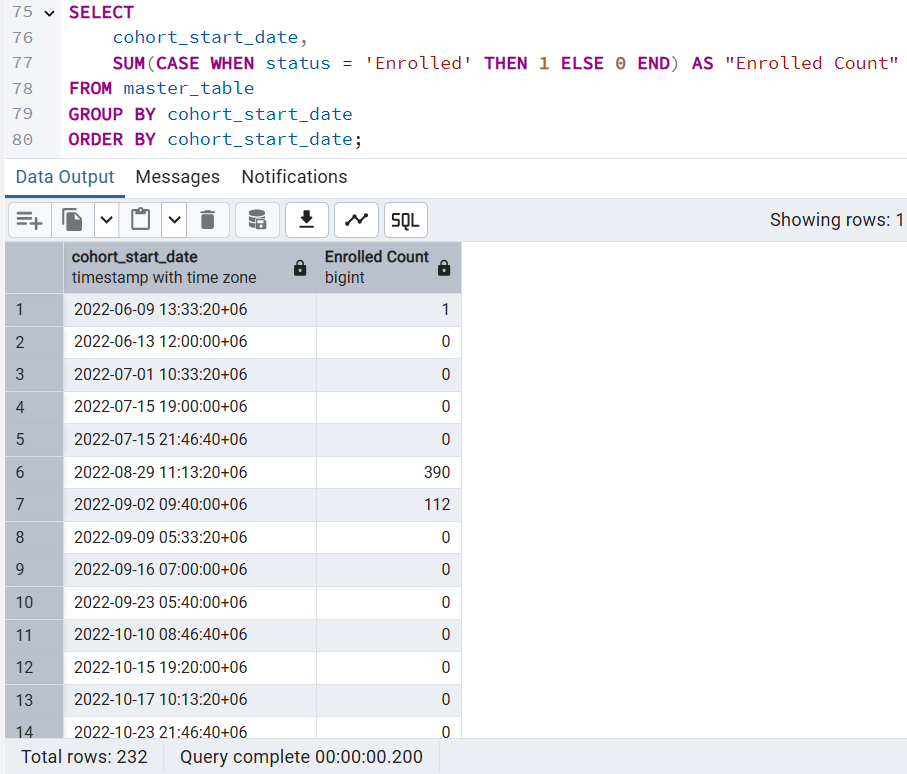 75 SELECT
76 cohort_start_date,
77 SUM(CASE WHEN status = 'Enrolled' THEN 1 ELSE 0 END) AS "Enrolled Count"
78 FROM master_table
79 GROUP BY cohort_start_date
80 ORDER BY cohort_start_date;
Data Output Messages Notifications
SQL Showing rows: 1
cohort_start_date Enrolled Count
timestamp with time zone bigint
1 2022-06-09 13:33:20+06 1
2 2022-06-13 12:00:00+06 0
3 2022-07-01 10:33:20+06 0
4 2022-07-15 19:00:00+06 0
5 2022-07-15 21:46:40+06 0
6 2022-08-29 11:13:20+06 390
7 2022-09-02 09:40:00+06 112
8 2022-09-09 05:33:20+06 0
9 2022-09-16 07:00:00+06 0
10 2022-09-23 05:40:00+06 0
11 2022-10-10 08:46:40+06 0
12 2022-10-15 19:20:00+06 0
13 2022-10-17 10:13:20+06 0
14 2022-10-23 21:46:40+06 0
Total rows: 232 Query complete 00:00:00.200